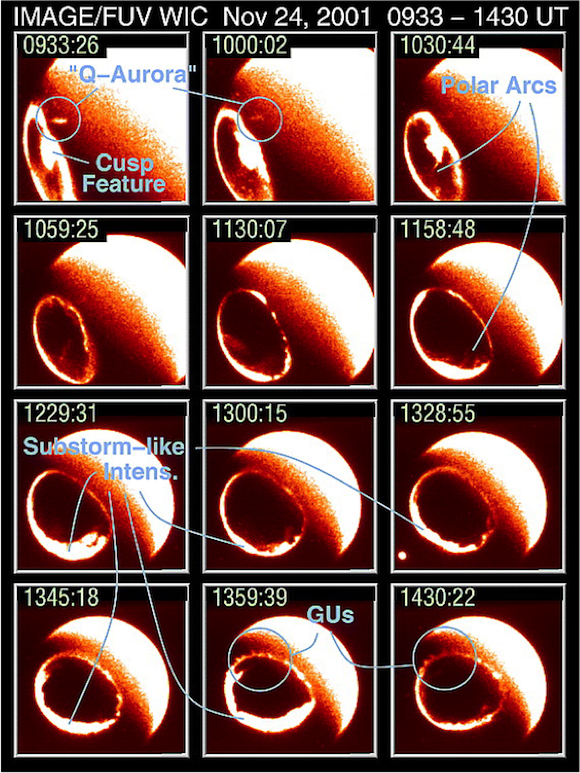 IMAGE/FUV WIC Nov 24, 2001 0933 – 1430 UT
0933:26
1000:02
1030:44
"Q–Aurora"
Polar Arcs
Cusp
Feature
1059:25
1130:07
1158:48
1229:31
1300:15
1328:55
Substorm–like
Intens.
1345:18
1359:39
1430:22
GUs